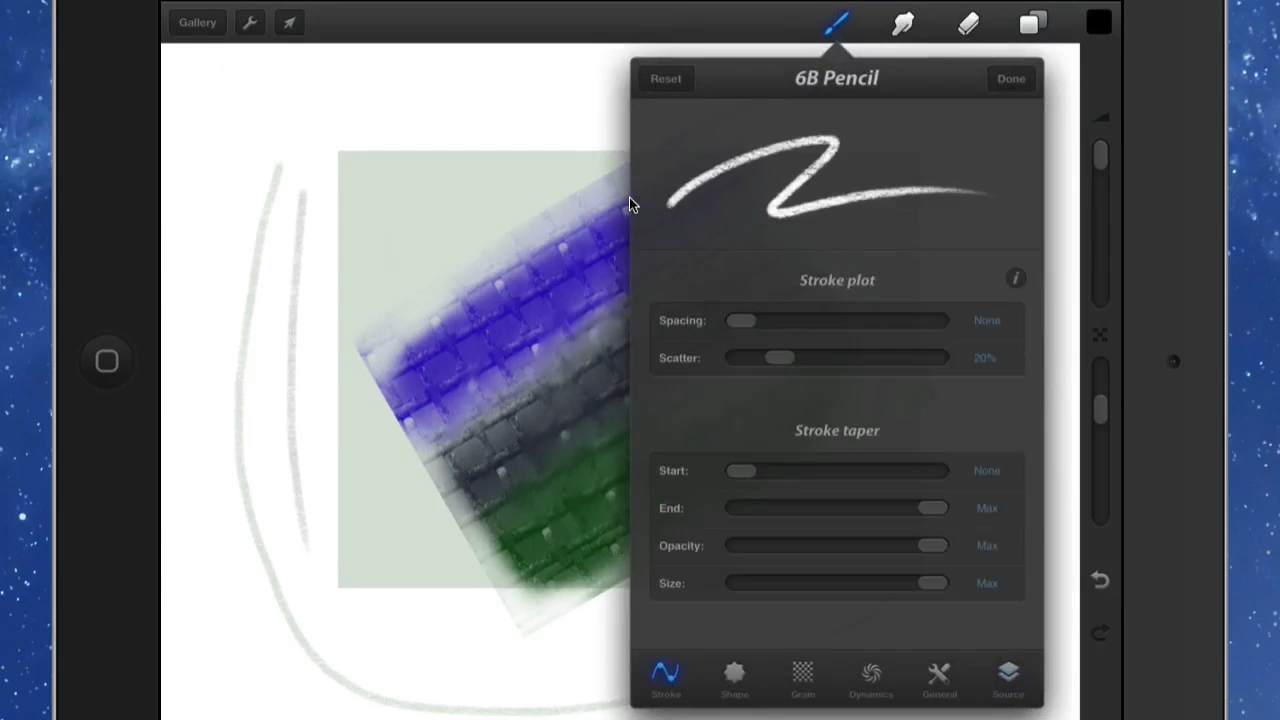 Gallery
Reset
6B Pencil
Done
Stroke plot
i
Spacing:
None
Scatter:
20%
Stroke taper
Start:
None
End:
Max
Opacity:
Max
Size:
Max
Stroke
Shape
Grain
Dynamics
General
Source